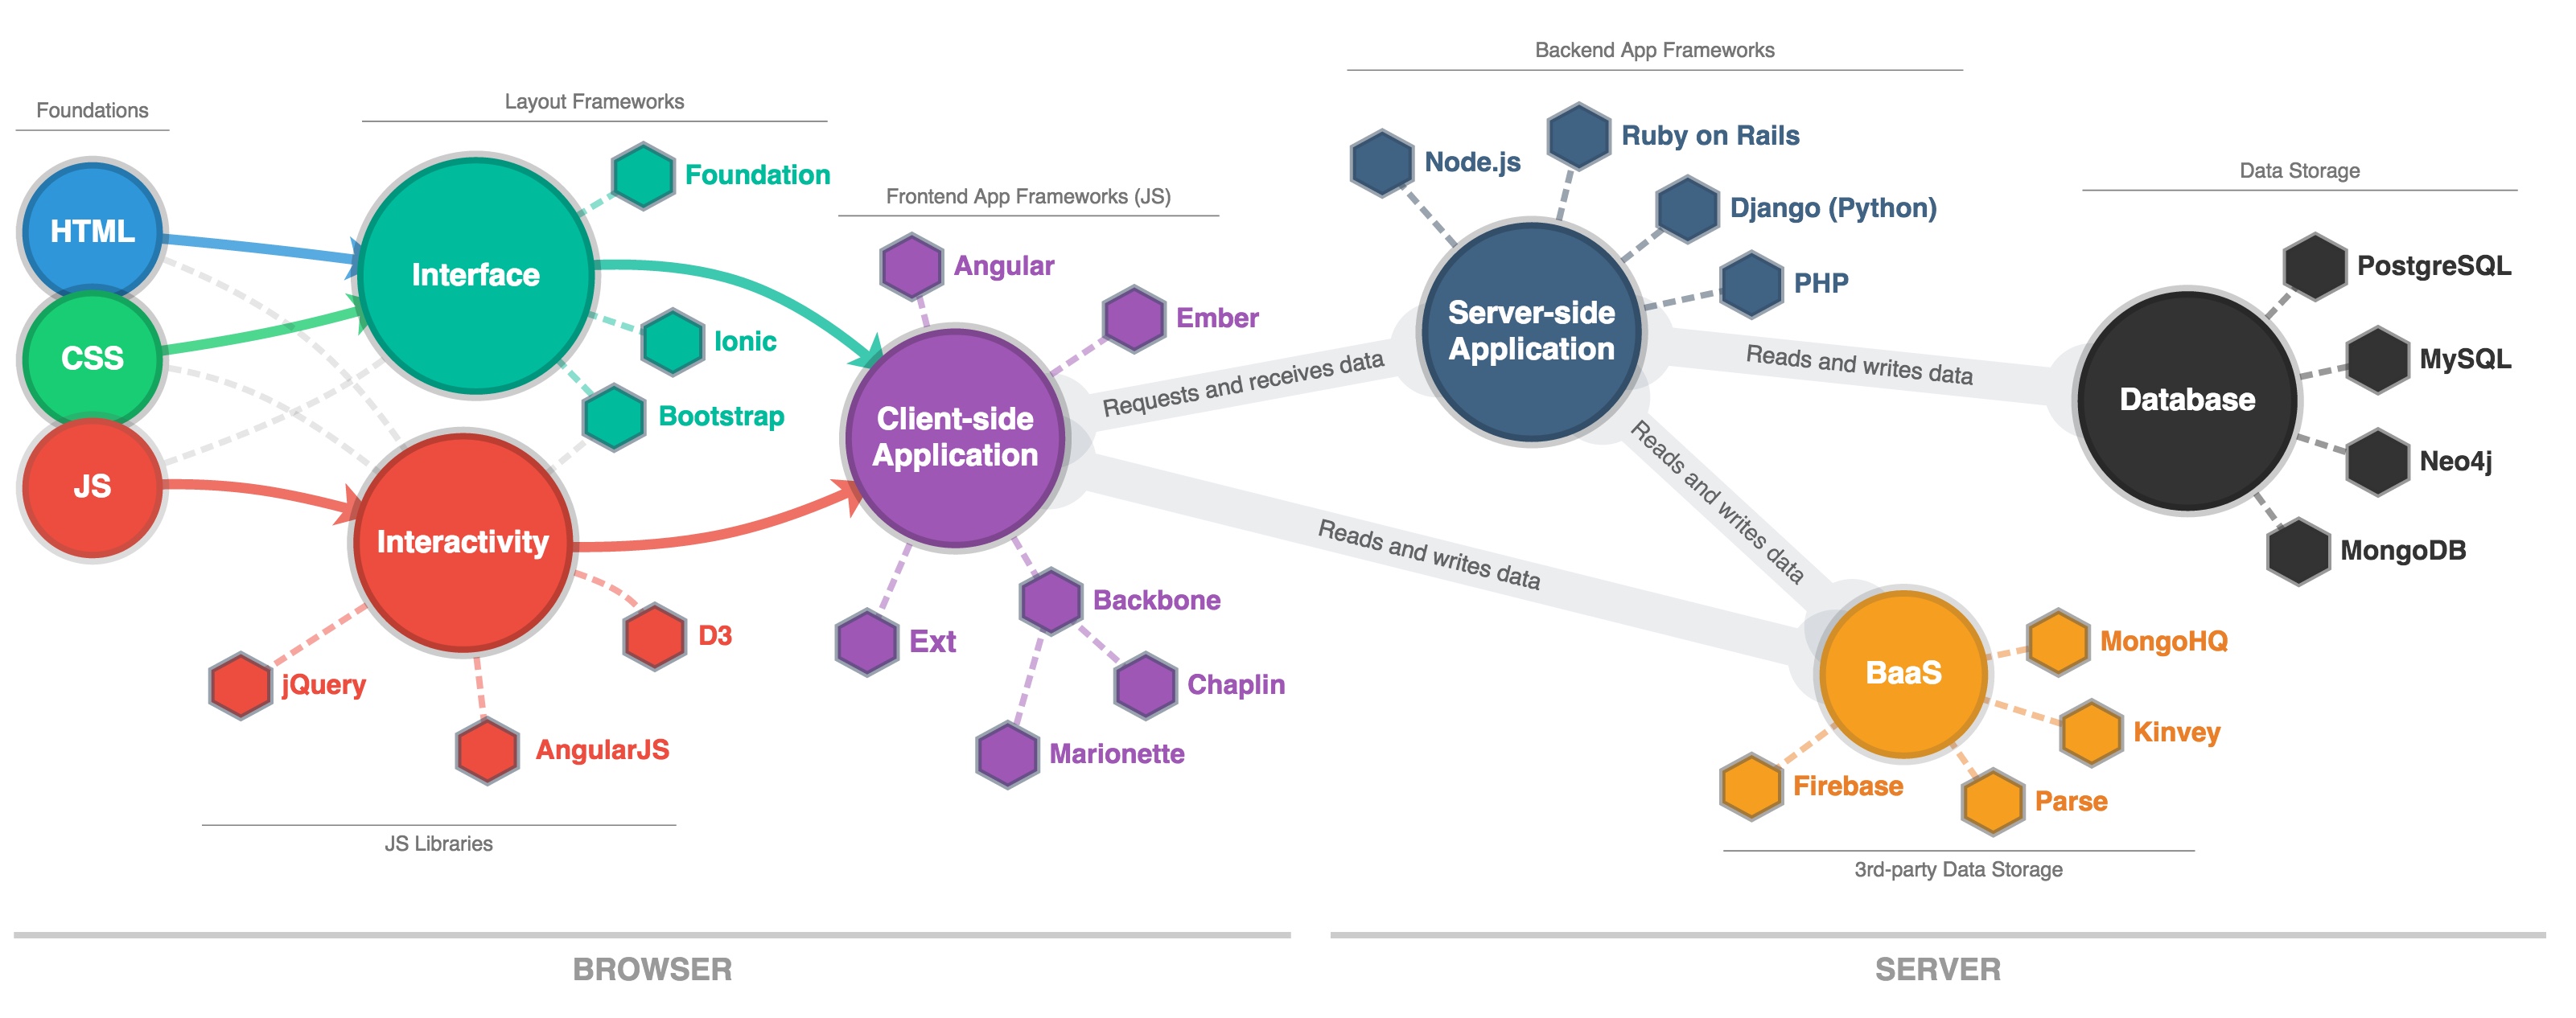 Foundations
HTML
CSS
JS
Layout Frameworks
Interface
Foundation
Ionic
Bootstrap
Interactivity
jQuery
AngularJS
D3
JS Libraries
Frontend App Frameworks (JS)
Angular
Ember
Client-side
Application
Ext
Backbone
Chaplin
Marionette
Requests and receives data
Reads and writes data
Backend App Frameworks
Node.js
Ruby on Rails
Django (Python)
PHP
Server-side
Application
Reads and writes data
Reads and writes data
Data Storage
Database
PostgreSQL
MySQL
Neo4j
MongoDB
BaaS
MongoHQ
Kinvey
Parse
Firebase
3rd-party Data Storage
BROWSER
SERVER